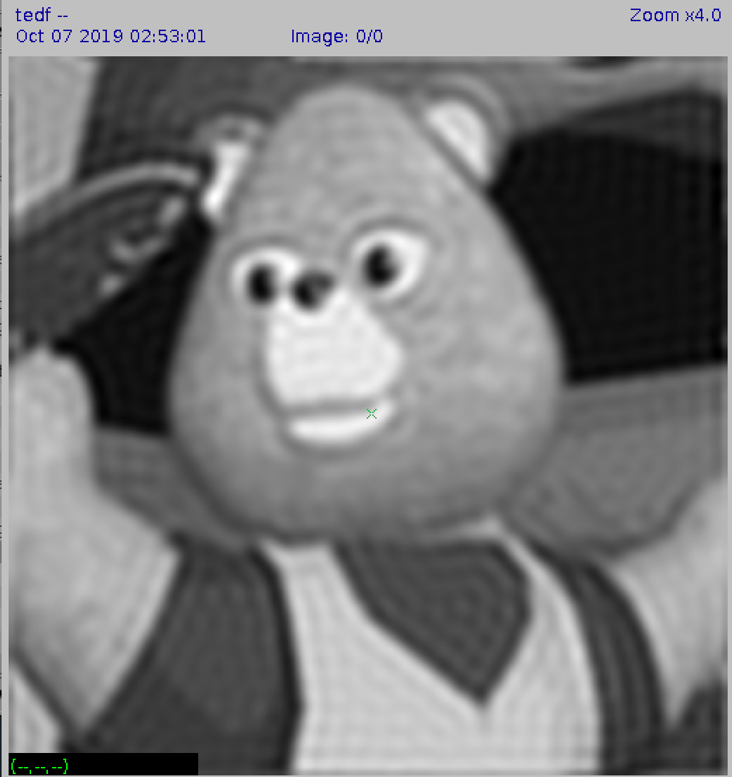 tedf --
Zoom x4.0
Oct 07 2019 02:53:01
Image: 0/0
(--,--,--)